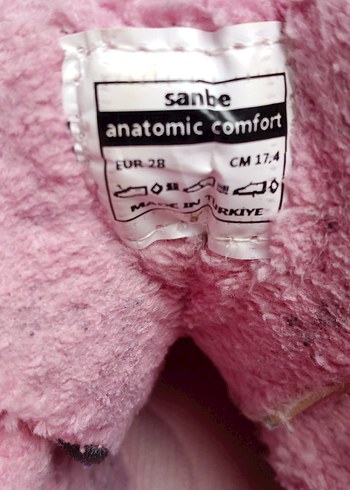 sanbe
anatomic comfort
EUR 28 CM 17,4
MADE IN TURKIYE